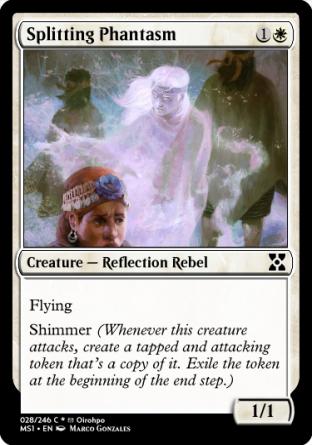 Splitting Phantasm 1W
Creature — Reflection Rebel
Flying
Shimmer (Whenever this creature
attacks, create a tapped and attacking
token that's a copy of it. Exile the token
at the beginning of the end step.)
1/1
028/246 C * Oirohpo
MS1 • EN Marco Gonzales